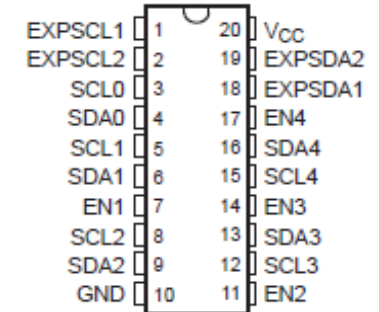 EXPSCL1 1 20 VCC
EXPSCL2 2 19 EXPSDA2
SCL0 3 18 EXPSDA1
SDA0 4 17 EN4
SCL1 5 16 SDA4
SDA1 6 15 SCL4
EN1 7 14 EN3
SCL2 8 13 SDA3
SDA2 9 12 SCL3
GND 10 11 EN2